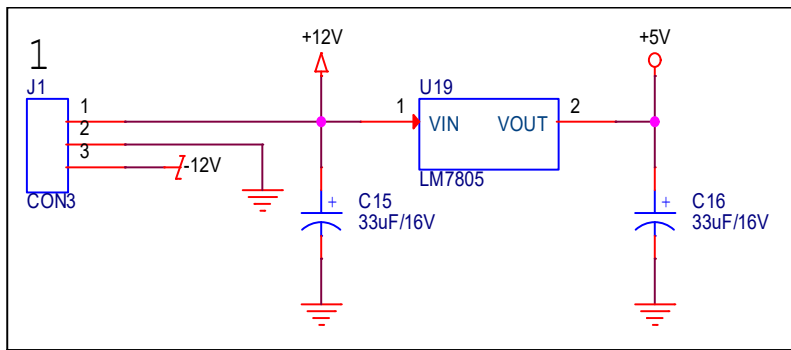 1
J1
1
2
3
CON3
-12V
+12V
+
C15
33uF/16V
U19
1
VIN
VOUT
2
LM7805
+5V
+
C16
33uF/16V